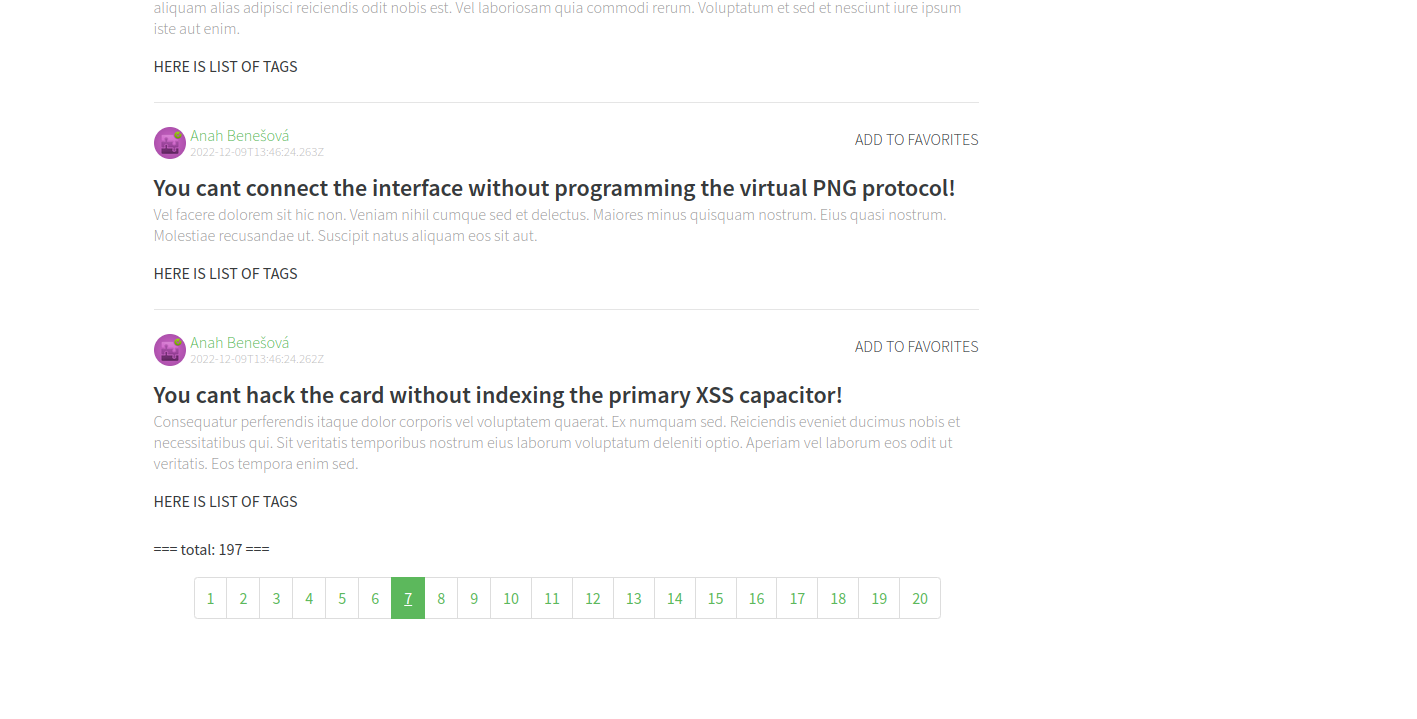 aliquam alias adipisci reiciendis odit nobis est. Vel laboriosam quia commodi rerum. Voluptatum et sed et nesciunt iure ipsum
iste aut enim.
HERE IS LIST OF TAGS
Anah Benešová
ADD TO FAVORITES
2022-12-09T13:46:24.263Z
You cant connect the interface without programming the virtual PNG protocol!
Vel facere dolorem sit hic non. Veniam nihil cumque sed et delectus. Maiores minus quisquam nostrum. Eius quasi nostrum.
Molestiae recusandae ut. Suscipit natus aliquam eos sit aut.
HERE IS LIST OF TAGS
Anah Benešová
ADD TO FAVORITES
2022-12-09T13:46:24.262Z
You cant hack the card without indexing the primary XSS capacitor!
Consequatur perferendis itaque dolor corporis vel voluptatem quaerat. Ex numquam sed. Reiciendis eveniet ducimus nobis et
necessitatibus qui. Sit veritatis temporibus nostrum eius laborum voluptatum deleniti optio. Aperiam vel laborum eos odit ut
veritatis. Eos tempora enim sed.
HERE IS LIST OF TAGS
=== total: 197 ===
1 2 3 4 5 6 7 8 9 10 11 12 13 14 15 16 17 18 19 20